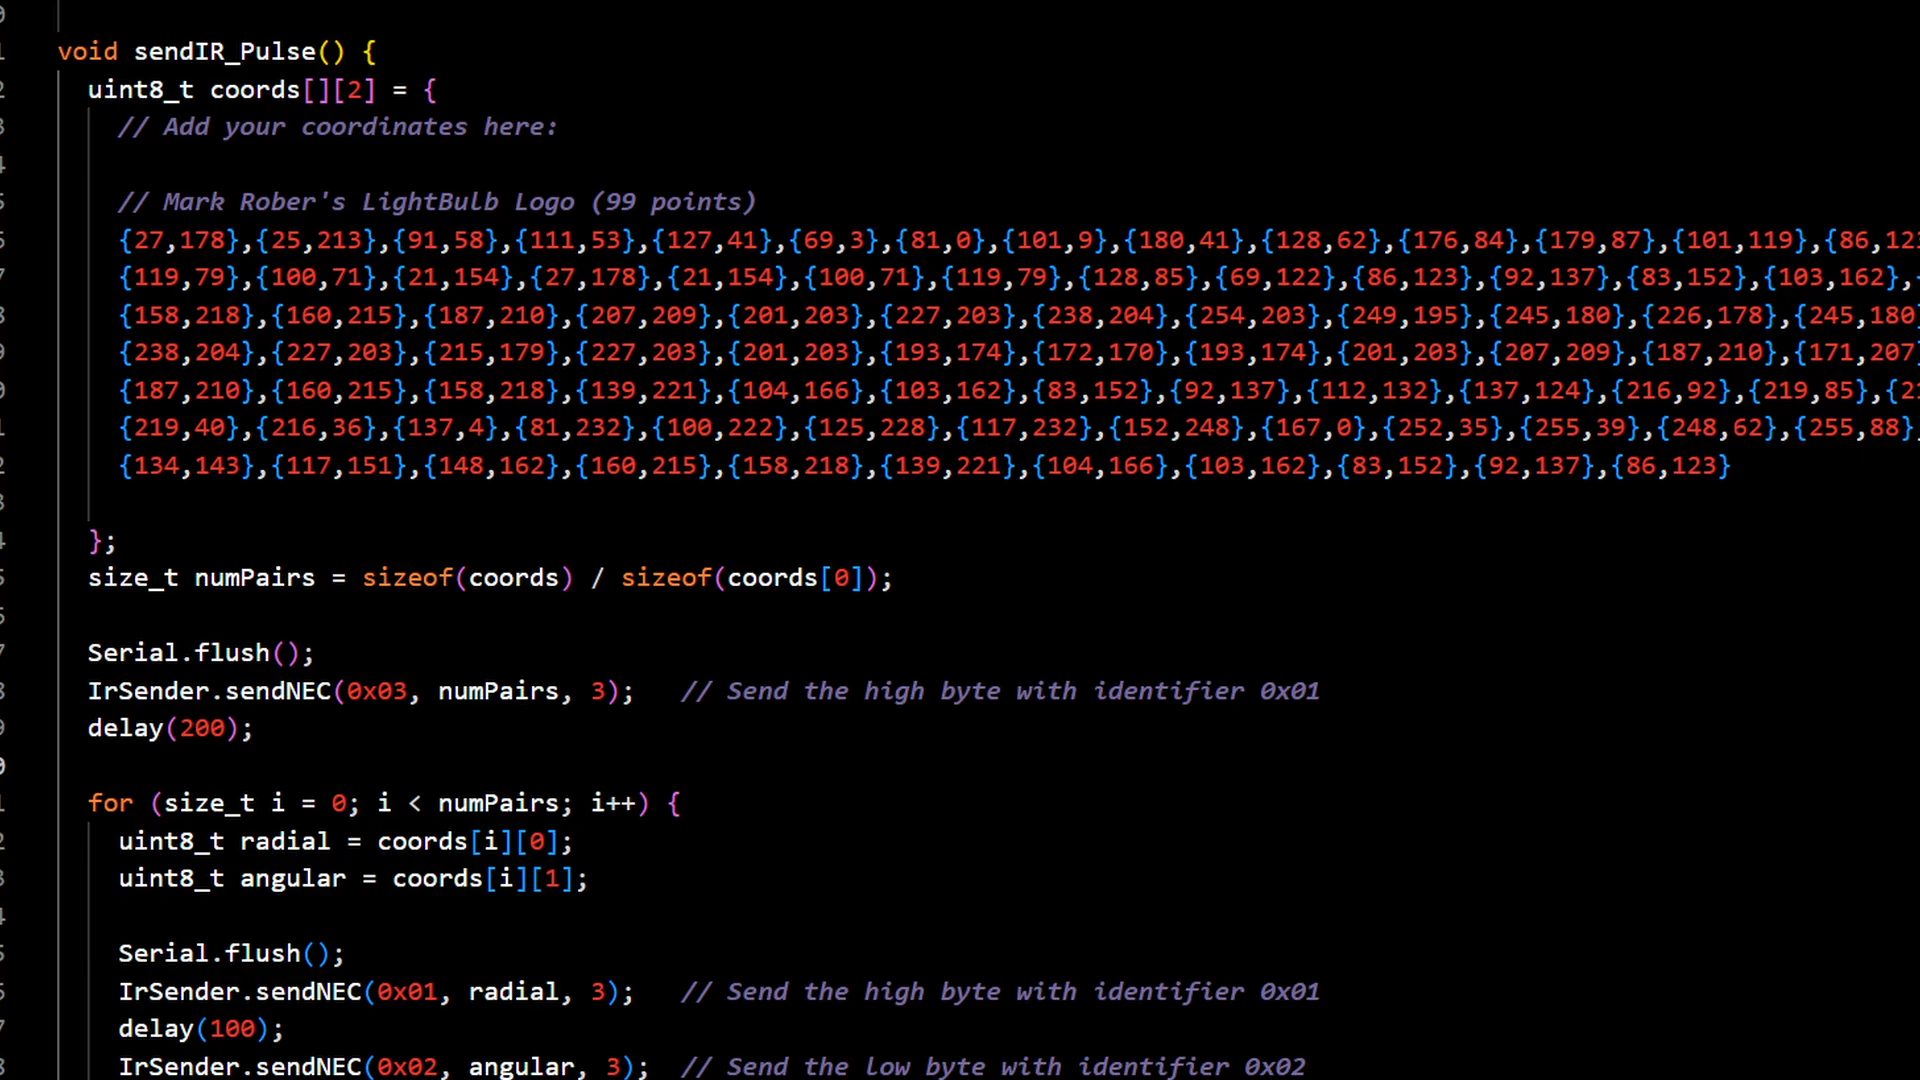 void sendIR_Pulse() {
uint8_t coords[][2] = {
// Add your coordinates here:
// Mark Rober's LightBulb Logo (99 points)
{27,178},{25,213},{91,58},{111,53},{127,41},{69,3},{81,0},{101,9},{180,41},{128,62},{176,84},{179,87},{101,119},{86,123
{119,79},{100,71},{21,154},{27,178},{21,154},{100,71},{119,79},{128,85},{69,122},{86,123},{92,137},{83,152},{103,162},
{158,218},{160,215},{187,210},{207,209},{201,203},{227,203},{238,204},{254,203},{249,195},{245,180},{226,178},{245,180
{238,204},{227,203},{215,179},{227,203},{201,203},{193,174},{172,170},{193,174},{201,203},{207,209},{187,210},{171,207
{187,210},{160,215},{158,218},{139,221},{104,166},{103,162},{83,152},{92,137},{112,132},{137,124},{216,92},{219,85},
{219,40},{216,36},{137,4},{81,232},{100,222},{125,228},{117,232},{152,248},{167,0},{252,35},{255,39},{248,62},{255,88}
{134,143},{117,151},{148,162},{160,215},{158,218},{139,221},{104,166},{103,162},{83,152},{92,137},{86,123}
};
size_t numPairs = sizeof(coords) / sizeof(coords[0]);
Serial.flush();
IrSender.sendNEC(0x03, numPairs, 3); // Send the high byte with identifier 0x01
delay(200);
for (size_t i = 0; i < numPairs; i++) {
uint8_t radial = coords[i][0];
uint8_t angular = coords[i][1];
Serial.flush();
IrSender.sendNEC(0x01, radial, 3); // Send the high byte with identifier 0x01
delay(100);
IrSender.sendNEC(0x02, angular, 3); // Send the low byte with identifier 0x02